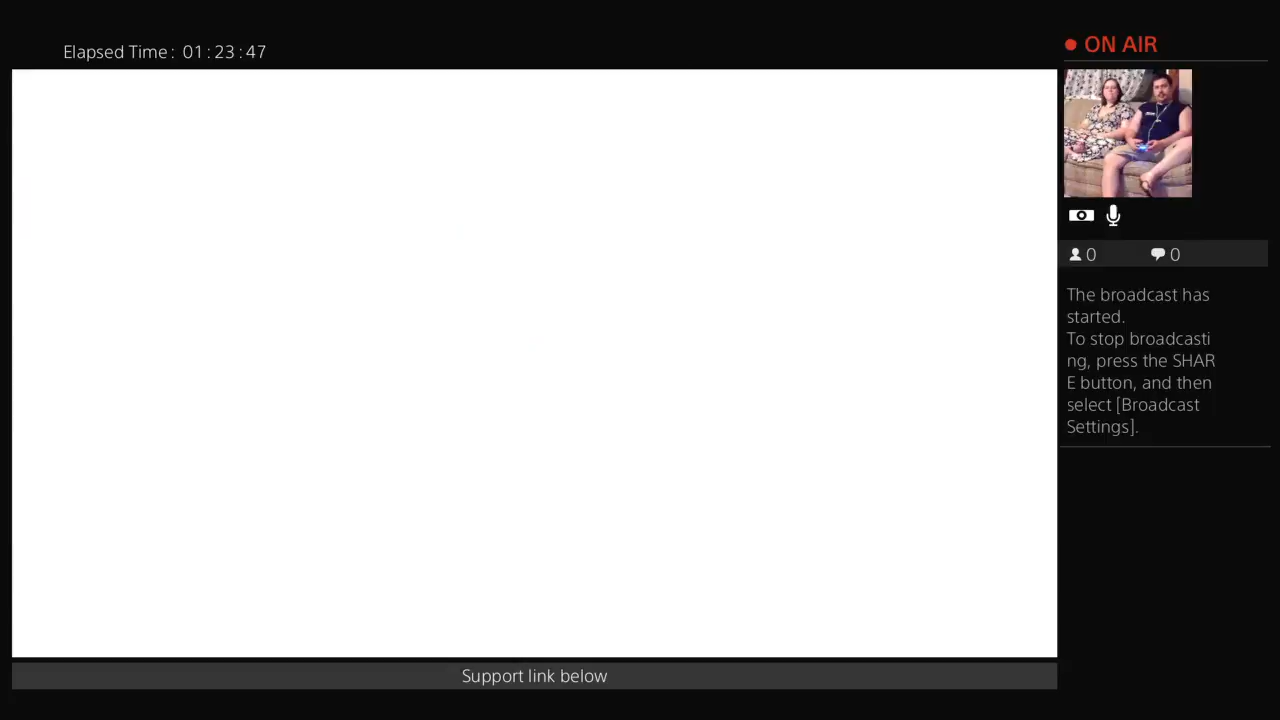 Elapsed Time: 01:23:47
ON AIR
0 0
The broadcast has
started.
To stop broadcasti
ng, press the SHAR
E button, and then
select [Broadcast
Settings].
Support link below